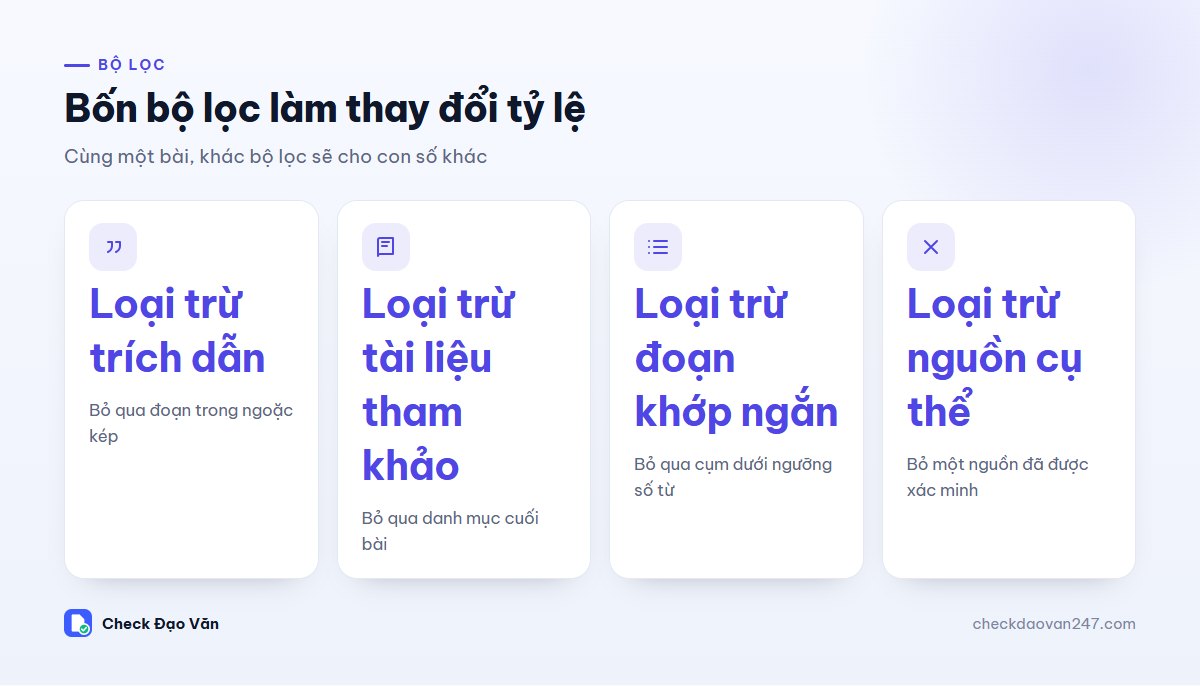 BỘ LỌC
Bốn bộ lọc làm thay đổi tỷ lệ
Cùng một bài, khác bộ lọc sẽ cho con số khác
Loại trừ
trích dẫn
Bỏ qua đoạn trong ngoặc
kép
Loại trừ
tài liệu
tham
khảo
Bỏ qua danh mục cuối
bài
Loại trừ
đoạn
khớp ngắn
Bỏ qua cụm dưới ngưỡng
số từ
Loại trừ
nguồn cụ
thể
Bỏ một nguồn đã được
xác minh
Check Đạo Văn
checkdaovan247.com